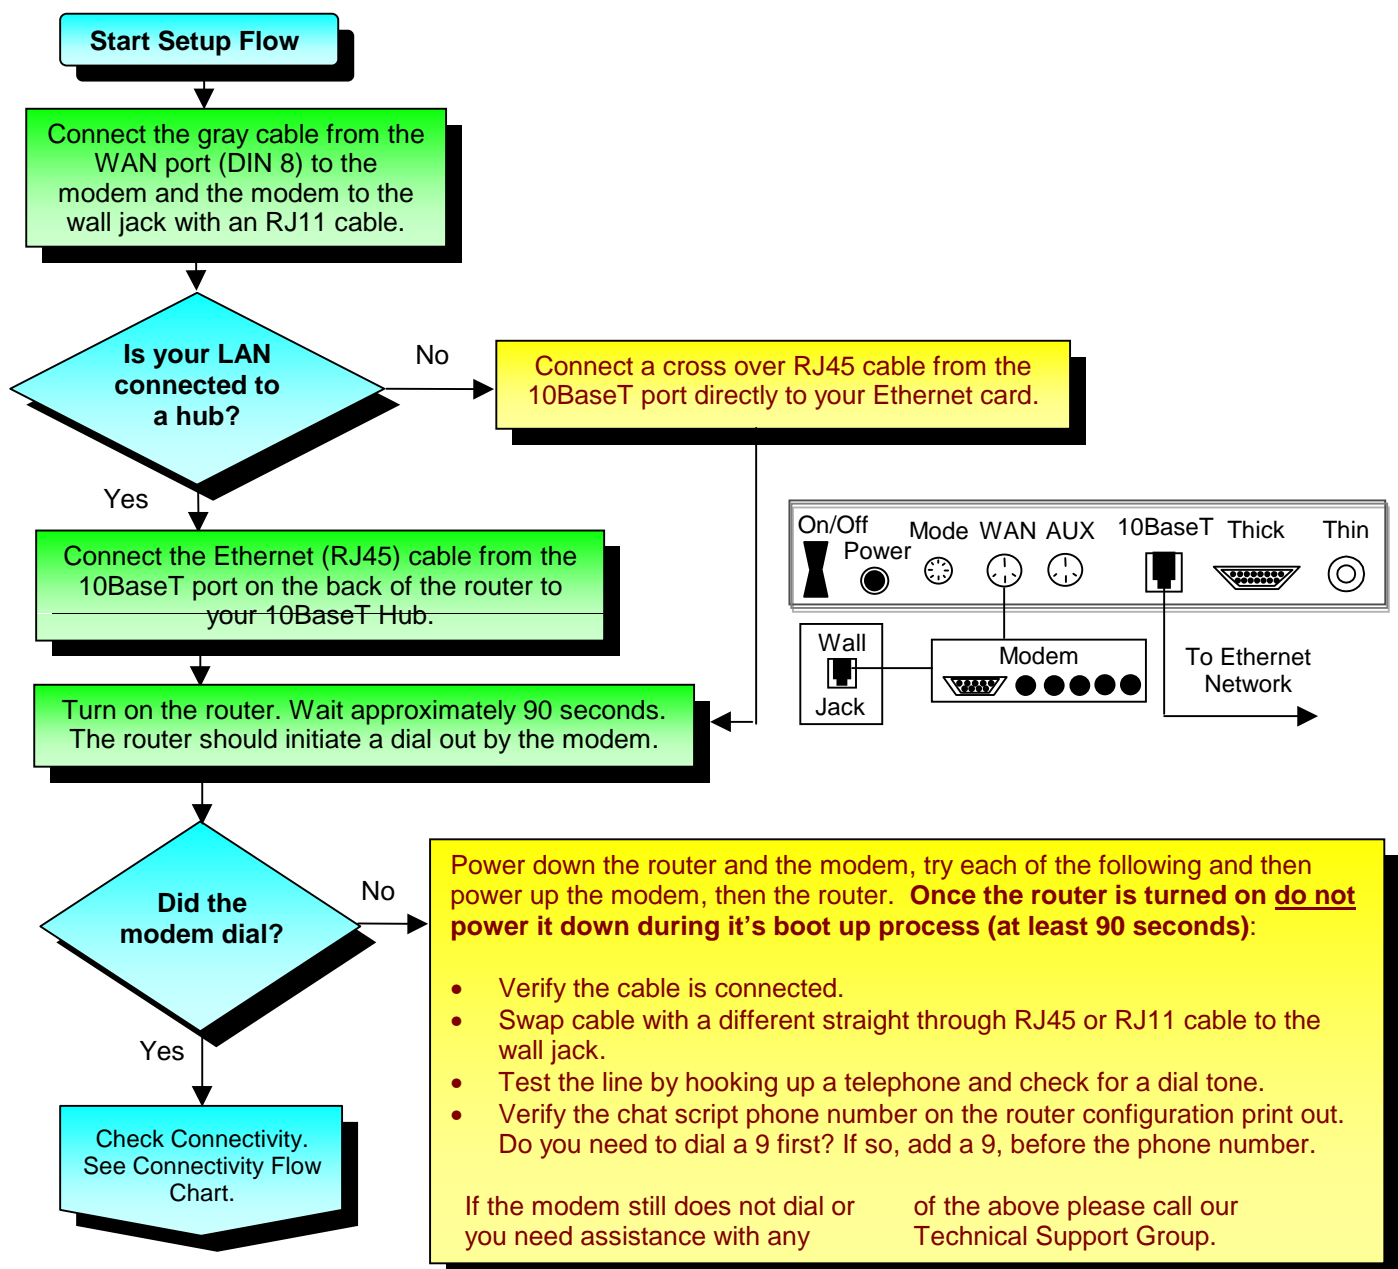 Start Setup Flow
Connect the gray cable from the
WAN port (DIN 8) to the
modem and the modem to the
wall jack with an RJ11 cable.
Is your LAN
connected to
a hub?
No
Connect a cross over RJ45 cable from the
10BaseT port directly to your Ethernet card.
Yes
Connect the Ethernet (RJ45) cable from the
10BaseT port on the back of the router to
your 10BaseT Hub.
On/Off
Power
Mode
WAN
AUX
10BaseT
Thick
Thin
Wall
Jack
Modem
To Ethernet
Network
Turn on the router. Wait approximately 90 seconds.
The router should initiate a dial out by the modem.
Did the
modem dial?
No
Power down the router and the modem, try each of the following and then
power up the modem, then the router. Once the router is turned on do not
power it down during it's boot up process (at least 90 seconds):
• Verify the cable is connected.
• Swap cable with a different straight through RJ45 or RJ11 cable to the
wall jack.
• Test the line by hooking up a telephone and check for a dial tone.
• Verify the chat script phone number on the router configuration print out.
Do you need to dial a 9 first? If so, add a 9, before the phone number.
If the modem still does not dial or
you need assistance with any
of the above please call our
Technical Support Group.
Yes
Check Connectivity.
See Connectivity Flow
Chart.